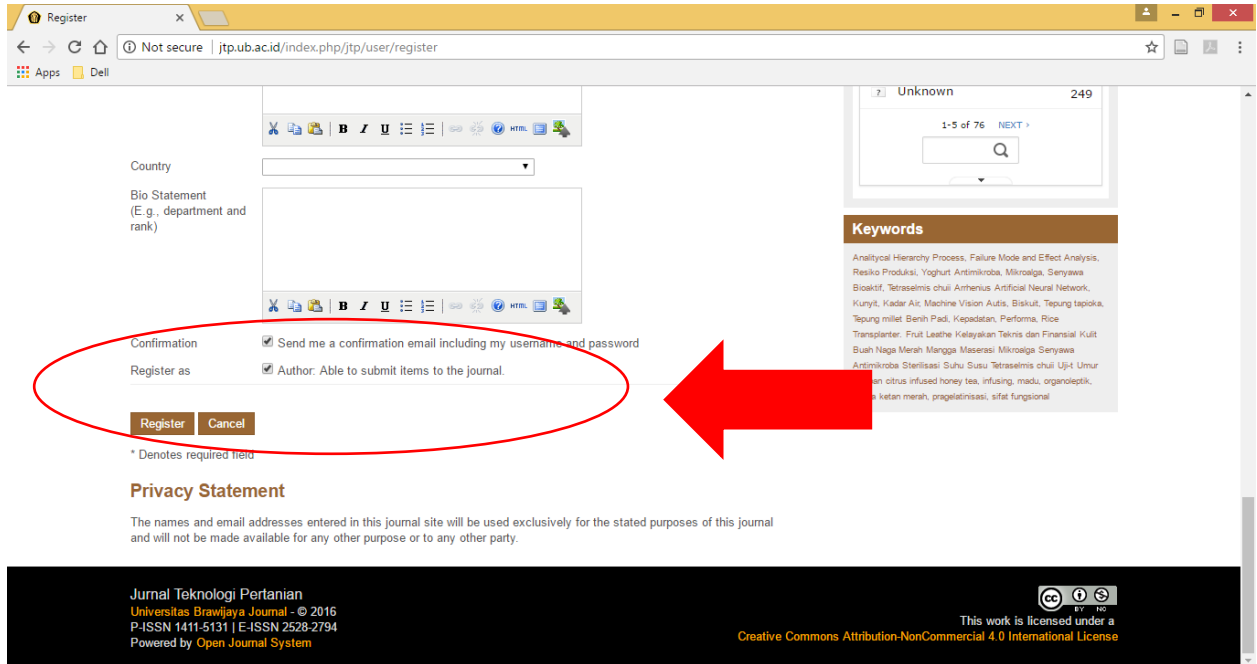 Register
Not secure | jtp.ub.ac.id/index.php/jtp/user/register
Apps Dell
B I U HTML
Country
Bio Statement
(E.g., department and
rank)
B I U HTML
Confirmation Send me a confirmation email including my username and password
Register as Author: Able to submit items to the journal.
Register Cancel
* Denotes required field
Privacy Statement
The names and email addresses entered in this journal site will be used exclusively for the stated purposes of this journal
and will not be made available for any other purpose or to any other party.
? Unknown 249
1-5 of 76 NEXT ›
Keywords
Analitycal Hierarchy Process, Failure Mode and Effect Analysis,
Resiko Produksi, Yoghurt Antimikroba, Mikroalga, Senyawa
Bioaktif, Tetraselmis chuii Arrhenius Artificial Neural Network,
Kunyit, Kadar Air, Machine Vision Autis, Biskuit, Tepung tapioka,
Tepung millet Benih Padi, Kepadatan, Performa, Rice
Transplanter. Fruit Leathe Kelayakan Teknis dan Finansial Kulit
Buah Naga Merah Mangga Maserasi Mikroalga Senyawa
Antimikroba Sterilisasi Suhu Susu Tetraselmis chuii Uji-t Umur
citrus infused honey tea, infusing, madu, organoleptik,
ketan merah, pragelatinisasi, sifat fungsional
Jurnal Teknologi Pertanian
Universitas Brawijaya Journal - © 2016
P-ISSN 1411-5131 | E-ISSN 2528-2794
Powered by Open Journal System
cc BY NC
This work is licensed under a
Creative Commons Attribution-NonCommercial 4.0 International License